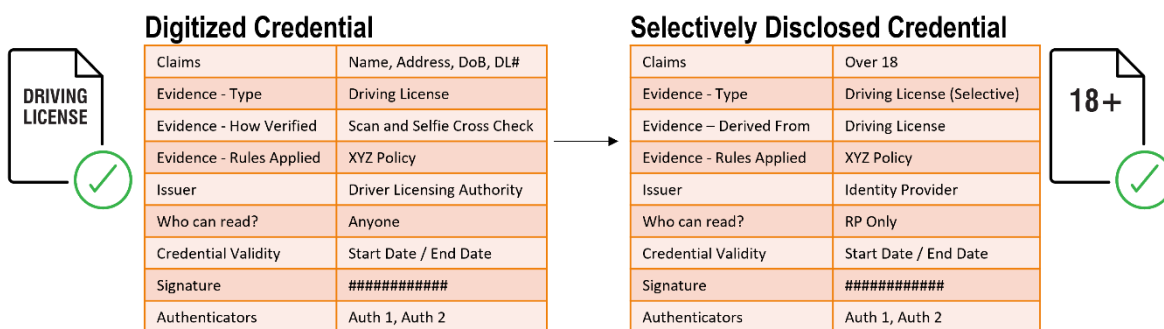 Digitized Credential
DRIVING
LICENSE
Claims Name, Address, DoB, DL#
Evidence - Type Driving License
Evidence - How Verified Scan and Selfie Cross Check
Evidence - Rules Applied XYZ Policy
Issuer Driver Licensing Authority
Who can read? Anyone
Credential Validity Start Date / End Date
Signature ############
Authenticators Auth 1, Auth 2
Selectively Disclosed Credential
Claims Over 18
Evidence - Type Driving License (Selective)
Evidence – Derived From Driving License
Evidence - Rules Applied XYZ Policy
Issuer Identity Provider
Who can read? RP Only
Credential Validity Start Date / End Date
Signature ############
Authenticators Auth 1, Auth 2
18+